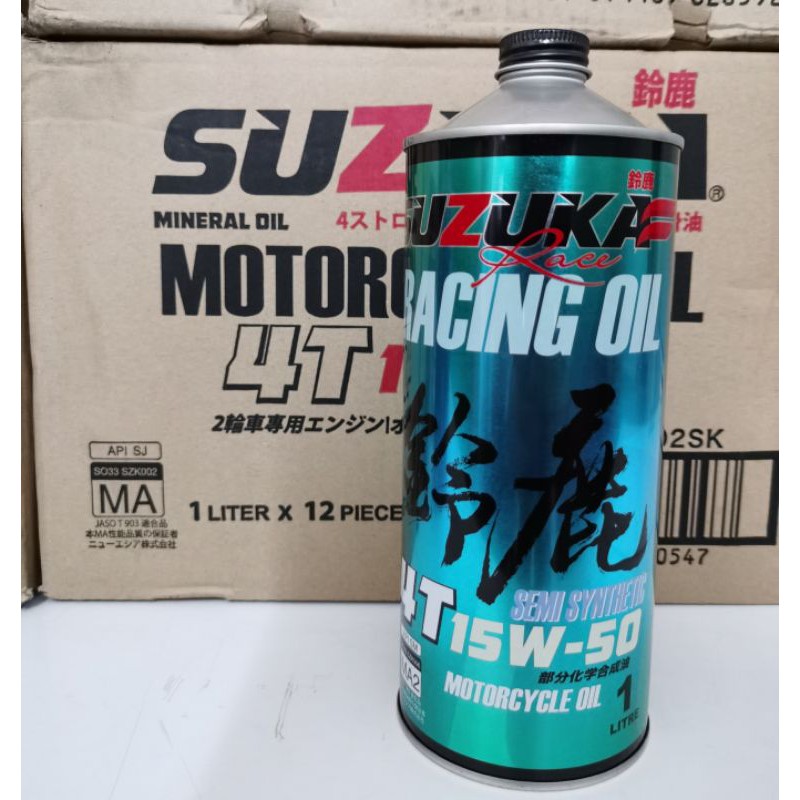 鈴鹿
SUZ
®
MINERAL OIL
4ストロ
油
MOTORC
L
4T 1
2輪車専用エンジン
API SJ
SO33 SZK002
MA
JASO T 903 適合品
本MA性能品質の保証者
ニューエシア株式会社
1 LITER X 12 PIECE
02SK
0547
鈴鹿
SUZUKA
Race
RACING OIL
鈴鹿
SEMI SYNTHETIC
4T 15W-50
部分化学合成油
MA2
MOTORCYCLE OIL
1
LITRE